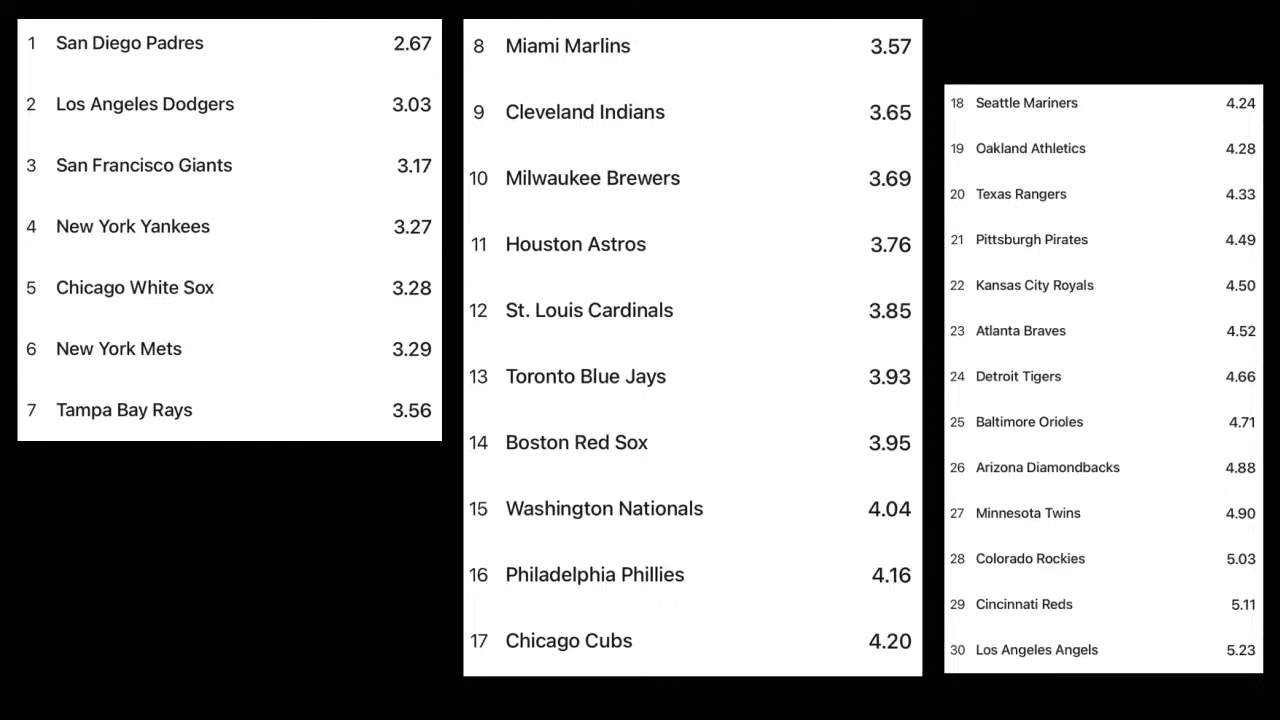 1 San Diego Padres 2.67
2 Los Angeles Dodgers 3.03
3 San Francisco Giants 3.17
4 New York Yankees 3.27
5 Chicago White Sox 3.28
6 New York Mets 3.29
7 Tampa Bay Rays 3.56
8 Miami Marlins 3.57
9 Cleveland Indians 3.65
10 Milwaukee Brewers 3.69
11 Houston Astros 3.76
12 St. Louis Cardinals 3.85
13 Toronto Blue Jays 3.93
14 Boston Red Sox 3.95
15 Washington Nationals 4.04
16 Philadelphia Phillies 4.16
17 Chicago Cubs 4.20
18 Seattle Mariners 4.24
19 Oakland Athletics 4.28
20 Texas Rangers 4.33
21 Pittsburgh Pirates 4.49
22 Kansas City Royals 4.50
23 Atlanta Braves 4.52
24 Detroit Tigers 4.66
25 Baltimore Orioles 4.71
26 Arizona Diamondbacks 4.88
27 Minnesota Twins 4.90
28 Colorado Rockies 5.03
29 Cincinnati Reds 5.11
30 Los Angeles Angels 5.23